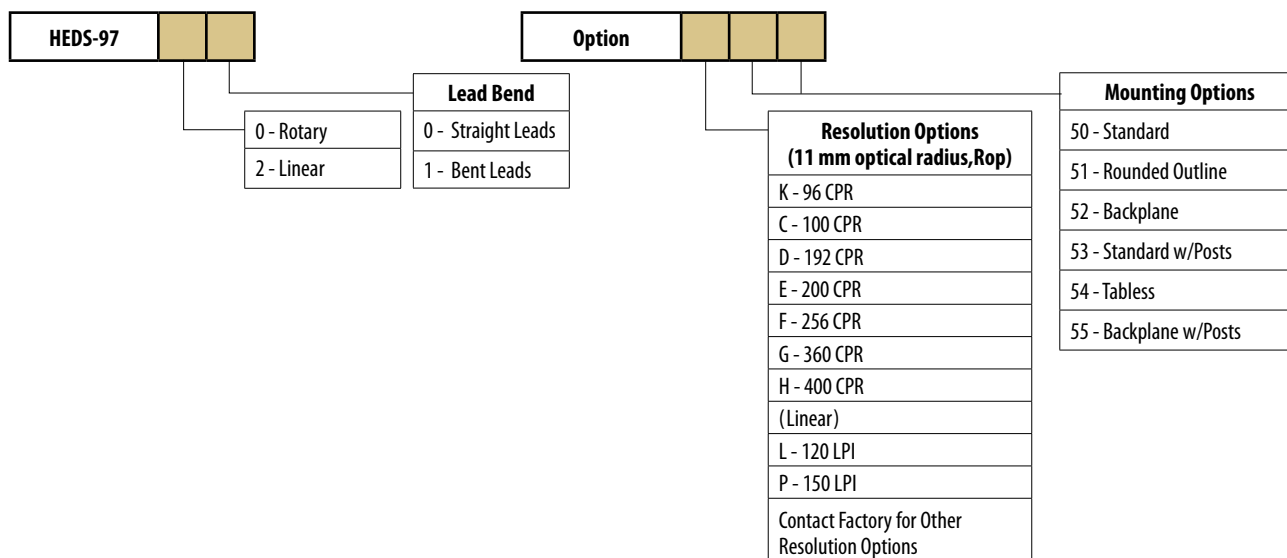 HEDS-97
Option
Lead Bend
0 - Straight Leads
1 - Bent Leads
0 - Rotary
2 - Linear
Resolution Options
(11 mm optical radius,Rop)
K - 96 CPR
C - 100 CPR
D - 192 CPR
E - 200 CPR
F - 256 CPR
G - 360 CPR
H - 400 CPR
(Linear)
L - 120 LPI
P - 150 LPI
Contact Factory for Other
Resolution Options
Mounting Options
50 - Standard
51 - Rounded Outline
52 - Backplane
53 - Standard w/Posts
54 - Tabless
55 - Backplane w/Posts